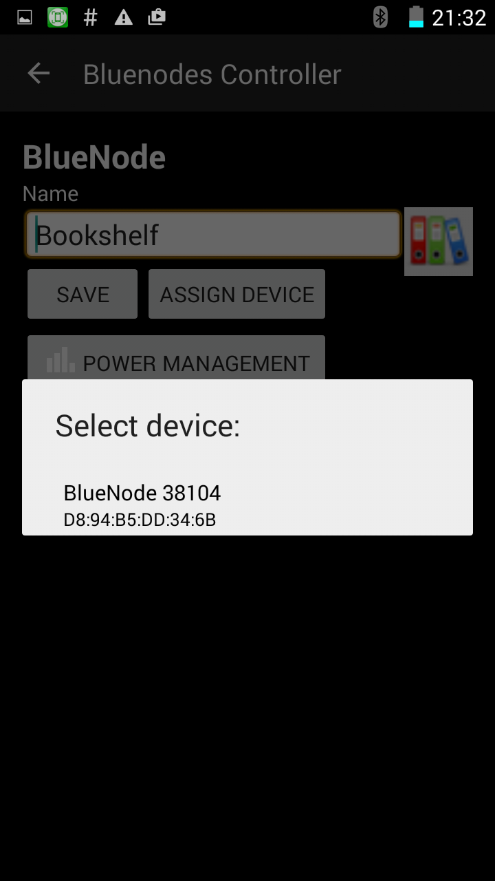 21:32
Bluenodes Controller
BlueNode
Name
Bookshelf
SAVE ASSIGN DEVICE
POWER MANAGEMENT
Select device:
BlueNode 38104
D8:94:B5:DD:34:6B